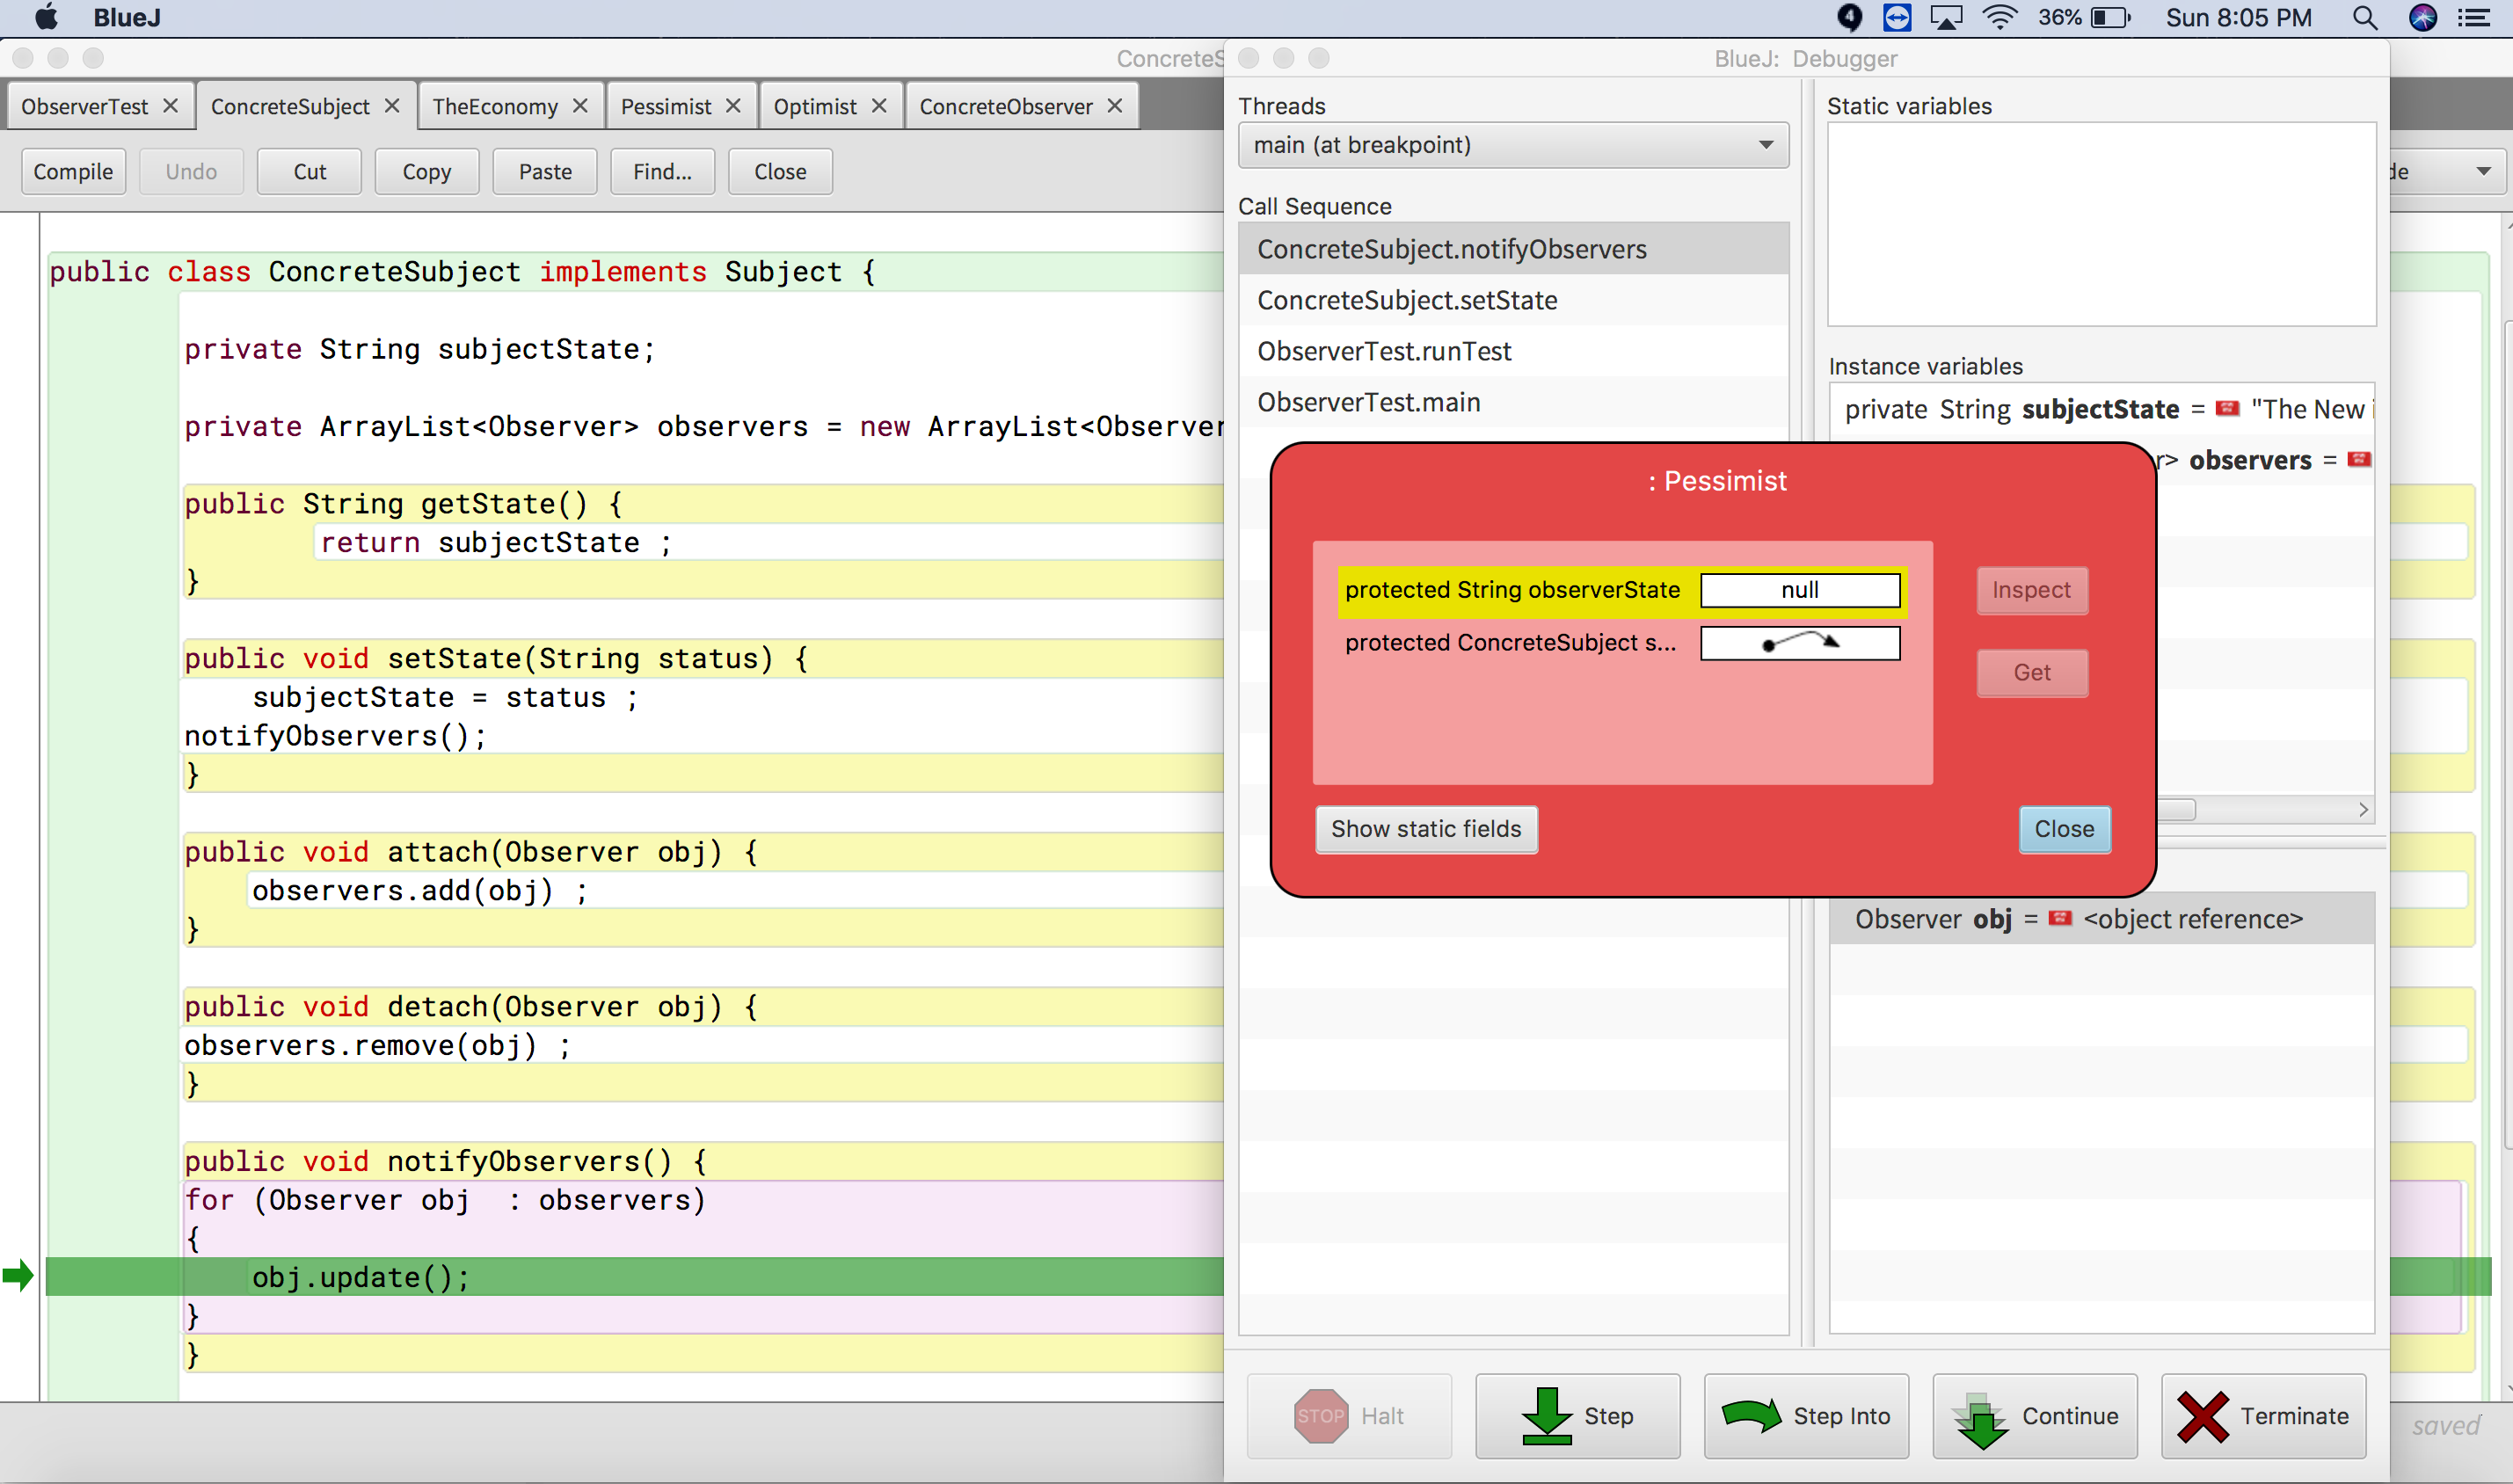 BlueJ
4
36%
Sun 8:05 PM
BlueJ: Debugger
ObserverTest
ConcreteSubject
TheEconomy
Pessimist
Optimist
ConcreteObserver
Compile
Undo
Cut
Copy
Paste
Find...
Close
public class ConcreteSubject implements Subject {
private String subjectState;
private ArrayList<Observer> observers = new ArrayList<Observer
public String getState() {
return subjectState ;
}
public void setState(String status) {
subjectState = status ;
notifyObservers();
}
public void attach(Observer obj) {
observers.add(obj) ;
}
public void detach(Observer obj) {
observers.remove(obj) ;
}
public void notifyObservers() {
for (Observer obj  : observers)
{
obj.update();
}
}
Threads
main (at breakpoint)
Call Sequence
ConcreteSubject.notifyObservers
ConcreteSubject.setState
ObserverTest.runTest
ObserverTest.main
Static variables
Instance variables
private String subjectState = "The New
r> observers =
: Pessimist
protected String observerState null
protected ConcreteSubject s...
Inspect
Get
Show static fields
Close
Observer obj = <object reference>
STOP Halt
Step
Step Into
Continue
Terminate
saved